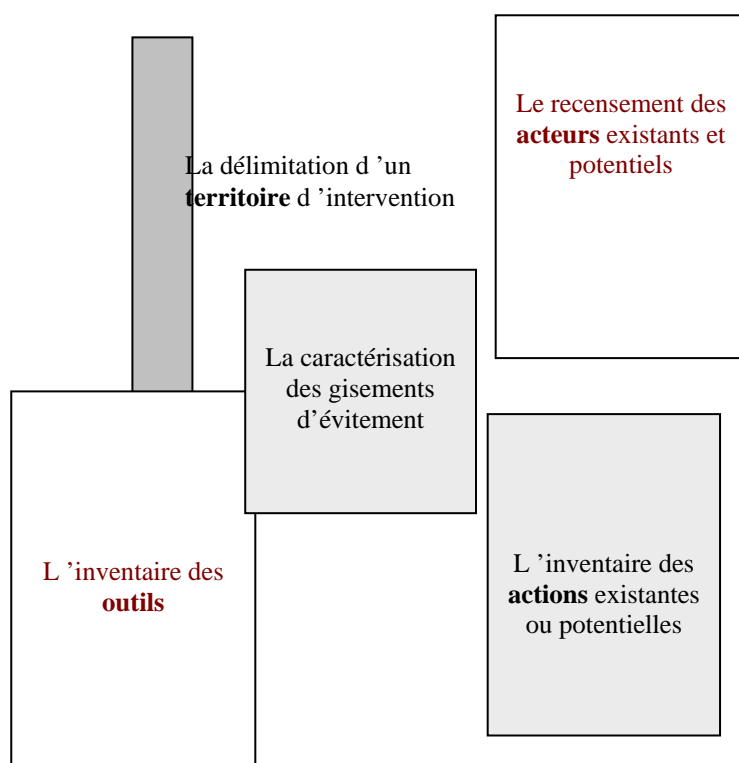 Le recensement des
acteurs existants et
potentiels
La délimitation d ’un
territoire d ’intervention
La caractérisation
des gisements
d’évitement
L ’inventaire des
outils
L ’inventaire des
actions existantes
ou potentielles